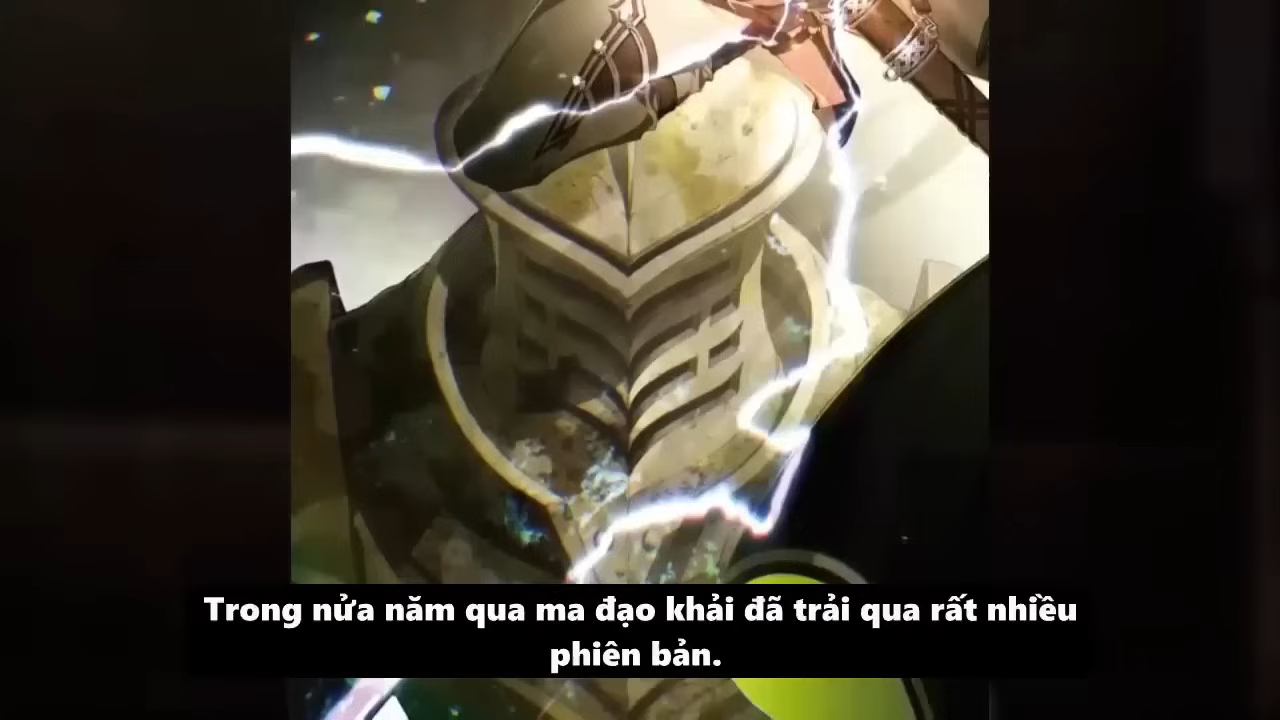 Trong nửa năm qua ma đạo khải đã trải qua rất nhiều
phiên bản.